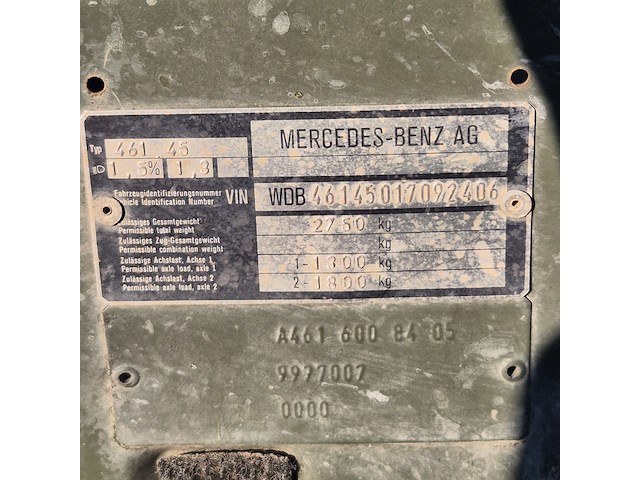 Typ 461 45 MERCEDES-BENZ AG
1,5% 1,3
Fahrzeugidentifizierungsnummer
Vehicle Identification Number VIN WDB 46145017092406
Zulässiges Gesamtgewicht
Permissible total weight 2750 kg
Zulässiges Zug-Gesamtgewicht
Permissible combination weight kg
Zulässige Achslast, Achse 1
Permissible axle load, axle 1 1-1300 kg
Zulässige Achslast, Achse 2
Permissible axle load, axle 2 2-1800 kg
A461 600 84 05
9977007
0000